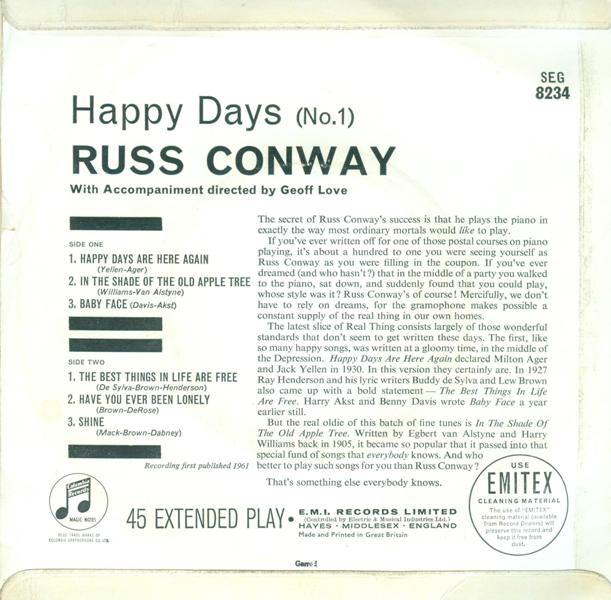 SEG
8234
Happy Days (No.1)
RUSS CONWAY
With Accompaniment directed by Geoff Love
SIDE ONE
1. HAPPY DAYS ARE HERE AGAIN
(Yellen-Ager)
2. IN THE SHADE OF THE OLD APPLE TREE
(Williams-Van Alstyne)
3. BABY FACE (Davis-Akst)
SIDE TWO
1. THE BEST THINGS IN LIFE ARE FREE
(De Sylva-Brown-Henderson)
2. HAVE YOU EVER BEEN LONELY
(Brown-DeRose)
3. SHINE
(Mack-Brown-Dabney)
Recording first published 1961
The secret of Russ Conway's success is that he plays the piano in
exactly the way most ordinary mortals would like to play.
If you've ever written off for one of those postal courses on piano
playing, it's about a hundred to one you were seeing yourself as
Russ Conway as you were filling in the coupon. If you've ever
dreamed (and who hasn't?) that in the middle of a party you walked
to the piano, sat down, and suddenly found that you could play,
whose style was it? Russ Conway's of course! Mercifully, we don't
have to rely on dreams, for the gramophone makes possible a
constant supply of the real thing in our own homes.
The latest slice of Real Thing consists largely of those wonderful
standards that don't seem to get written these days. The first, like
so many happy songs, was written at a gloomy time, in the middle of
the Depression. Happy Days Are Here Again declared Milton Ager
and Jack Yellen in 1930. In this version they certainly are. In 1927
Ray Henderson and his lyric writers Buddy de Sylva and Lew Brown
also came up with a bold statement — The Best Things In Life
Are Free. Harry Akst and Benny Davis wrote Baby Face a year
earlier still.
But the real oldie of this batch of fine tunes is In The Shade Of
The Old Apple Tree. Written by Egbert van Alstyne and Harry
Williams back in 1905, it became so popular that it passed into that
special fund of songs that everybody knows. And who
better to play such songs for you than Russ Conway?
That's something else everybody knows.
Columbia
Records
MAGIC NOTES
REGD. TRADE MARKS OF
COLUMBIA GRAPHOPHONE CO. LTD.
45 EXTENDED PLAY •
E.M.I. RECORDS LIMITED
(Controlled by Electric & Musical Industries Ltd.)
HAYES · MIDDLESEX · ENGLAND
Made and Printed in Great Britain
USE
EMITEX
CLEANING MATERIAL
The use of "EMITEX"
cleaning material (available
from Record Dealers) will
preserve this record and
keep it free from
dust.